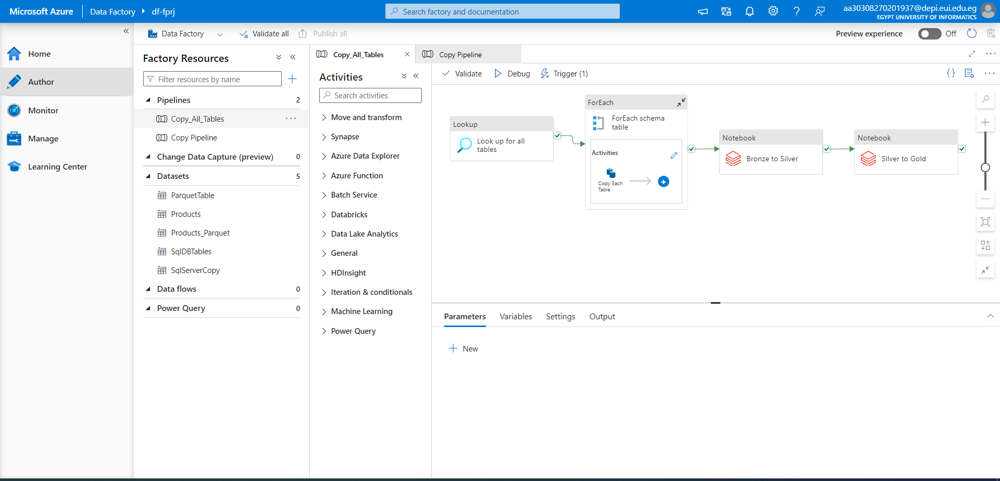 Microsoft Azure
Data Factory
df-fprj
Search factory and documentation
aa30308270201937@depi.eui.edu.eg
EGYPT UNIVERSITY OF INFORMATICS
Home
Author
Monitor
Manage
Learning Center
Data Factory
Validate all
Publish all
Preview experience
Off
Factory Resources
Filter resources by name
Pipelines
2
Copy_All_Tables
Copy Pipeline
Change Data Capture (preview)
0
Datasets
5
ParquetTable
Products
Products_Parquet
SqlDBTables
SqlServerCopy
Data flows
0
Power Query
0
Copy_All_Tables
Copy Pipeline
Activities
Search activities
Move and transform
Synapse
Azure Data Explorer
Azure Function
Batch Service
Databricks
Data Lake Analytics
General
HDInsight
Iteration & conditionals
Machine Learning
Power Query
Validate
Debug
Trigger (1)
Lookup
Look up for all
tables
ForEach
ForEach schema
table
Activities
Copy Each
Table
Notebook
Bronze to Silver
Notebook
Silver to Gold
Parameters
Variables
Settings
Output
New